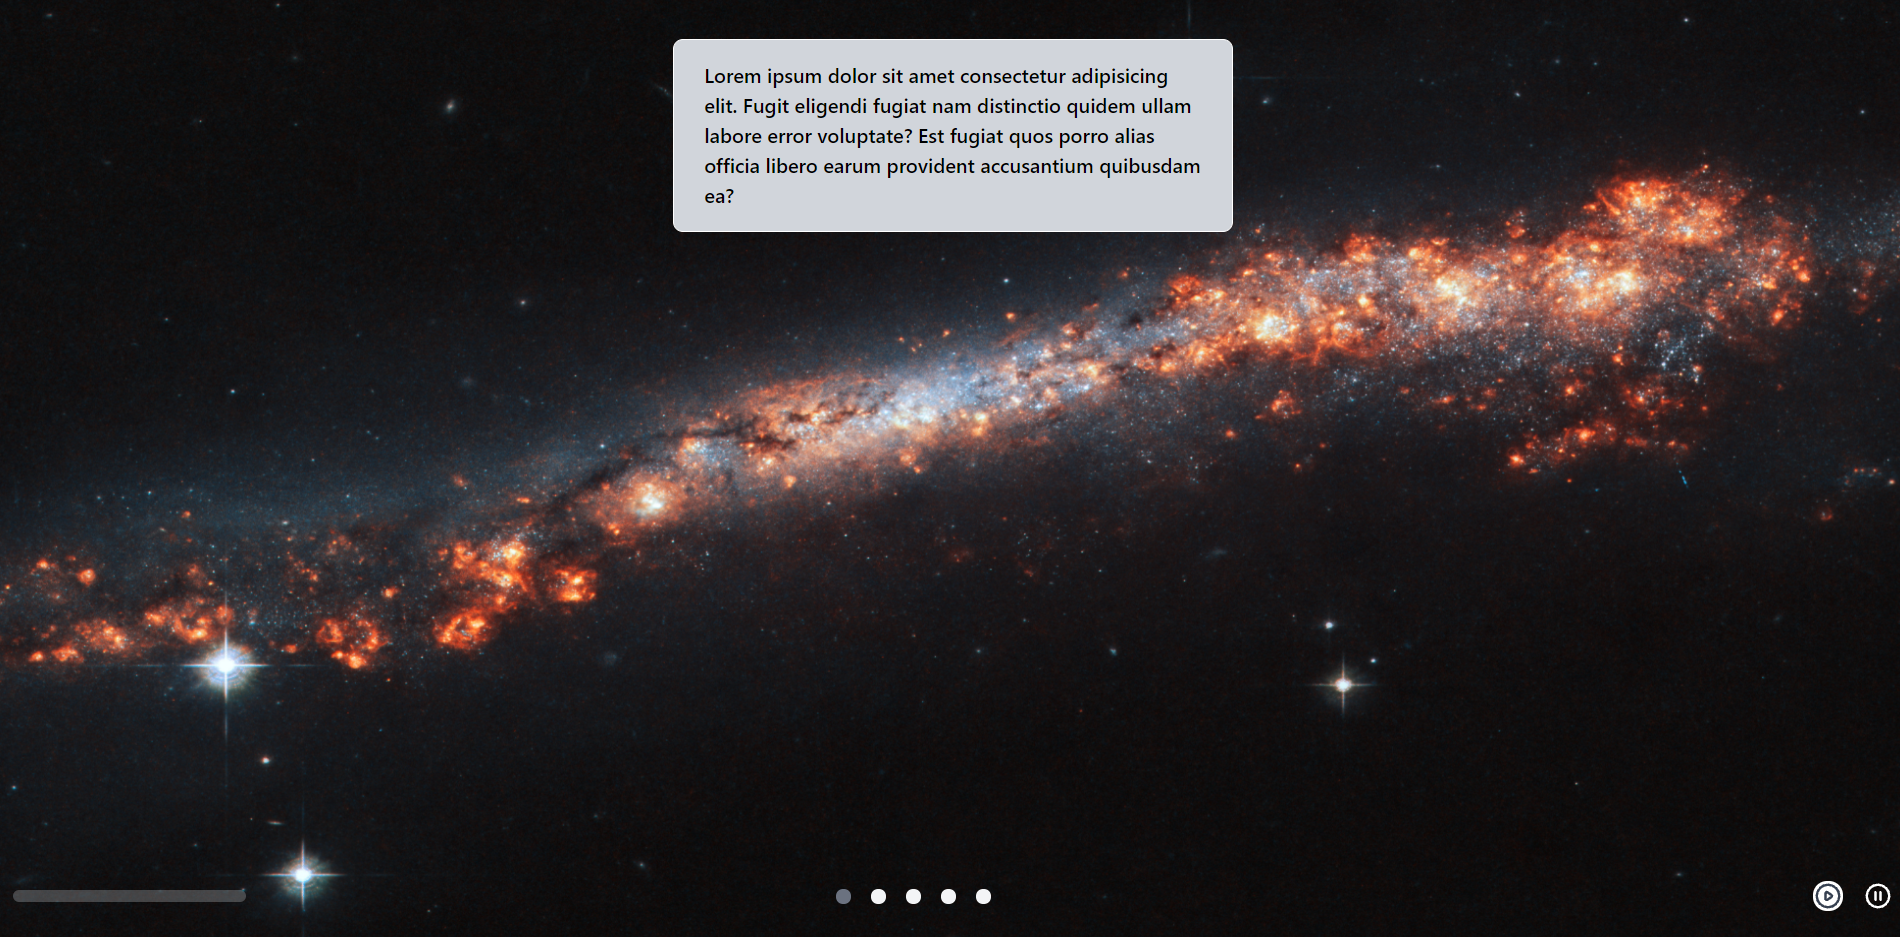 Lorem ipsum dolor sit amet consectetur adipisicing
elit. Fugit eligendi fugiat nam distinctio quidem ullam
labore error voluptate? Est fugiat quos porro alias
officia libero earum provident accusantium quibusdam
ea?